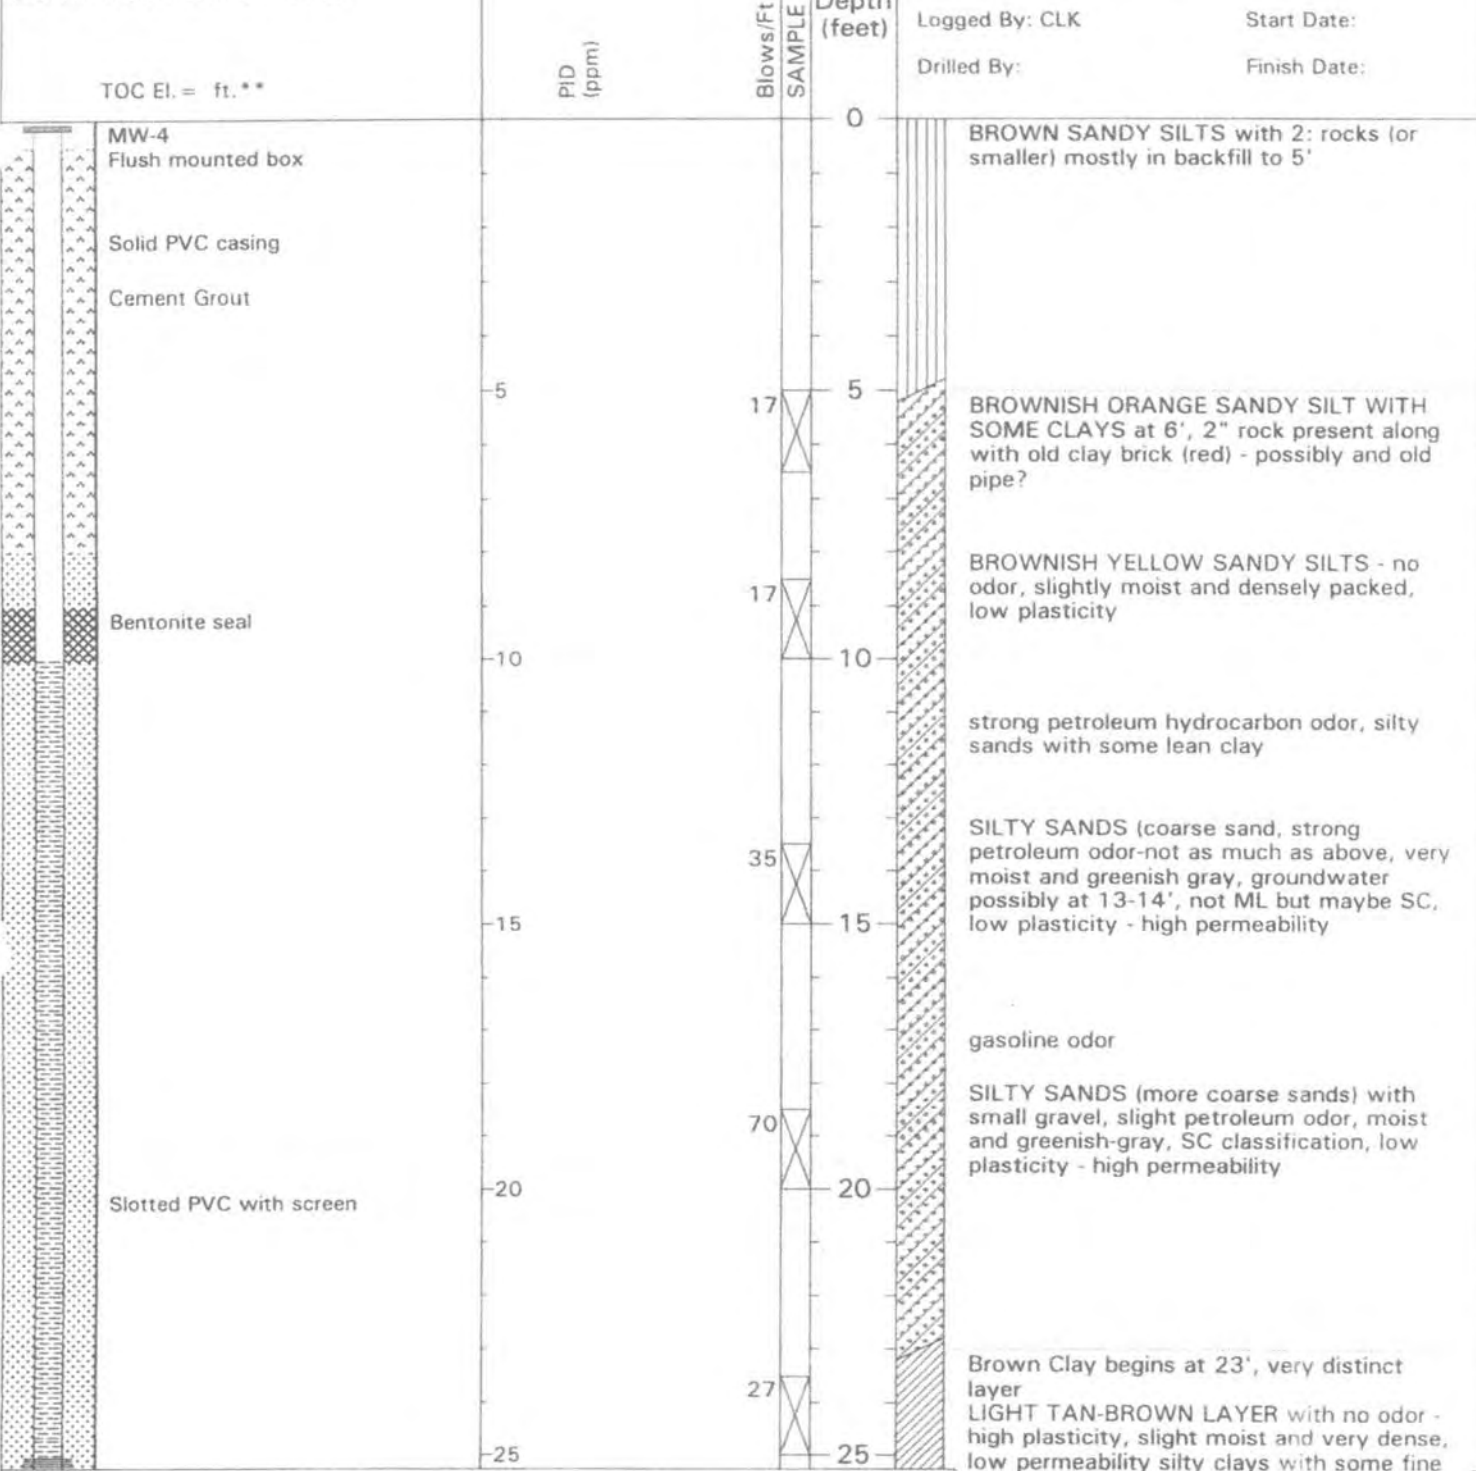 Depth
(feet)
Blows/Ft
SAMPLE
PID
(ppm)
Logged By: CLK
Start Date:
Drilled By:
Finish Date:
TOC El. = ft.**
MW-4
Flush mounted box
Solid PVC casing
Cement Grout
Bentonite seal
Slotted PVC with screen
5
10
15
20
25
17
17
35
70
27
0
5
10
15
20
25
BROWN SANDY SILTS with 2: rocks (or
smaller) mostly in backfill to 5'
BROWNISH ORANGE SANDY SILT WITH
SOME CLAYS at 6', 2" rock present along
with old clay brick (red) - possibly and old
pipe?
BROWNISH YELLOW SANDY SILTS - no
odor, slightly moist and densely packed,
low plasticity
strong petroleum hydrocarbon odor, silty
sands with some lean clay
SILTY SANDS (coarse sand, strong
petroleum odor-not as much as above, very
moist and greenish gray, groundwater
possibly at 13-14', not ML but maybe SC,
low plasticity - high permeability
gasoline odor
SILTY SANDS (more coarse sands) with
small gravel, slight petroleum odor, moist
and greenish-gray, SC classification, low
plasticity - high permeability
Brown Clay begins at 23', very distinct
layer
LIGHT TAN-BROWN LAYER with no odor -
high plasticity, slight moist and very dense,
low permeability silty clays with some fine